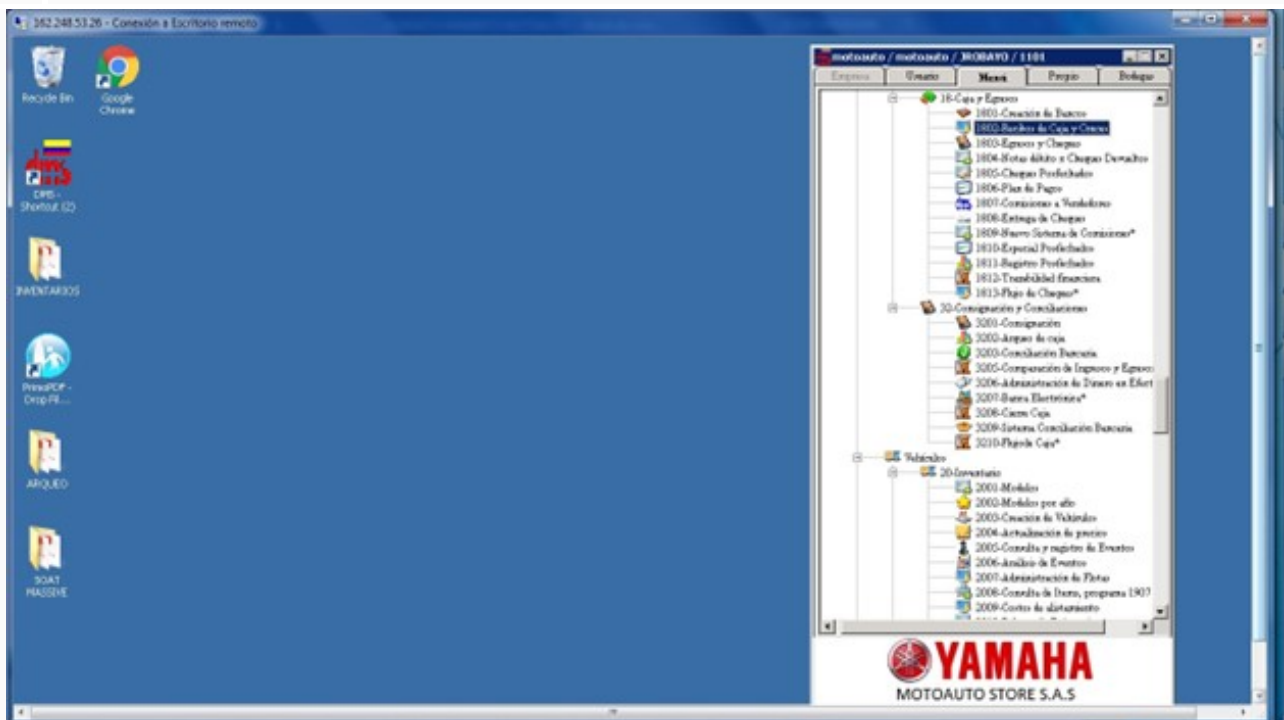 162.248.53.26 - Conexión a Escritorio remoto
Recycle Bin
Google
Chrome
DMS -
Shortcut (2)
INVENTARIOS
PrimoPDF -
Drop Fil...
ARQUEO
SOAT
MASSIVE
motoauto / motoauto / JROBAYO / 1101
Empresa Usuario Menú Propio Bodegas
18-Caja y Egresos
1801-Creación de Bancos
1802-Recibos de Caja y Cruces
1803-Egresos y Cheques
1804-Notas débito x Cheques Devueltos
1805-Cheques Posfechados
1806-Plan de Pagos
1807-Comisiones a Vendedores
1808-Entrega de Cheques
1809-Nuevo Sistema de Comisiones*
1810-Especial Posfechados
1811-Registro Posfechados
1812-Trazabilidad financiera
1813-Flujo de Cheques*
32-Consignación y Conciliaciones
3201-Consignación
3202-Arqueo de caja
3203-Conciliación Bancaria
3205-Comparación de Ingresos y Egresos
3206-Administración de Dinero en Efect
3207-Banca Electrónica*
3208-Cierre Caja
3209-Sistema Conciliación Bancaria
3210-Flujo de Caja*
Vehículos
20-Inventario
2001-Modelos
2002-Modelos por año
2003-Creación de Vehículos
2004-Actualización de precios
2005-Consulta y registro de Eventos
2006-Análisis de Eventos
2007-Administración de Flotas
2008-Consulta de Items, programa 1907
2009-Costos de alistamiento
YAMAHA
MOTOAUTO STORE S.A.S